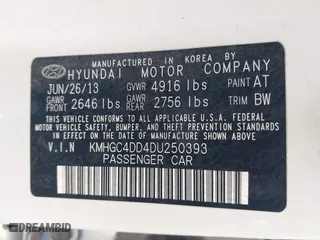 MANUFACTURED IN KOREA BY
HYUNDAI MOTOR COMPANY
JUN/26/13 GVWR 4916 lbs PAINT AT
GAWR FRONT 2646 lbs GAWR REAR 2756 lbs TRIM BW
THIS VEHICLE CONFORMS TO ALL APPLICABLE
U.S.A. FEDERAL MOTOR VEHICLE SAFETY, BUMPER,
AND THEFT PREVENTION STANDARDS IN EFFECT ON
THE DATE OF MANUFACTURE SHOWN ABOVE.
V.I.N KMHGC4DD4DU250393
PASSENGER CAR